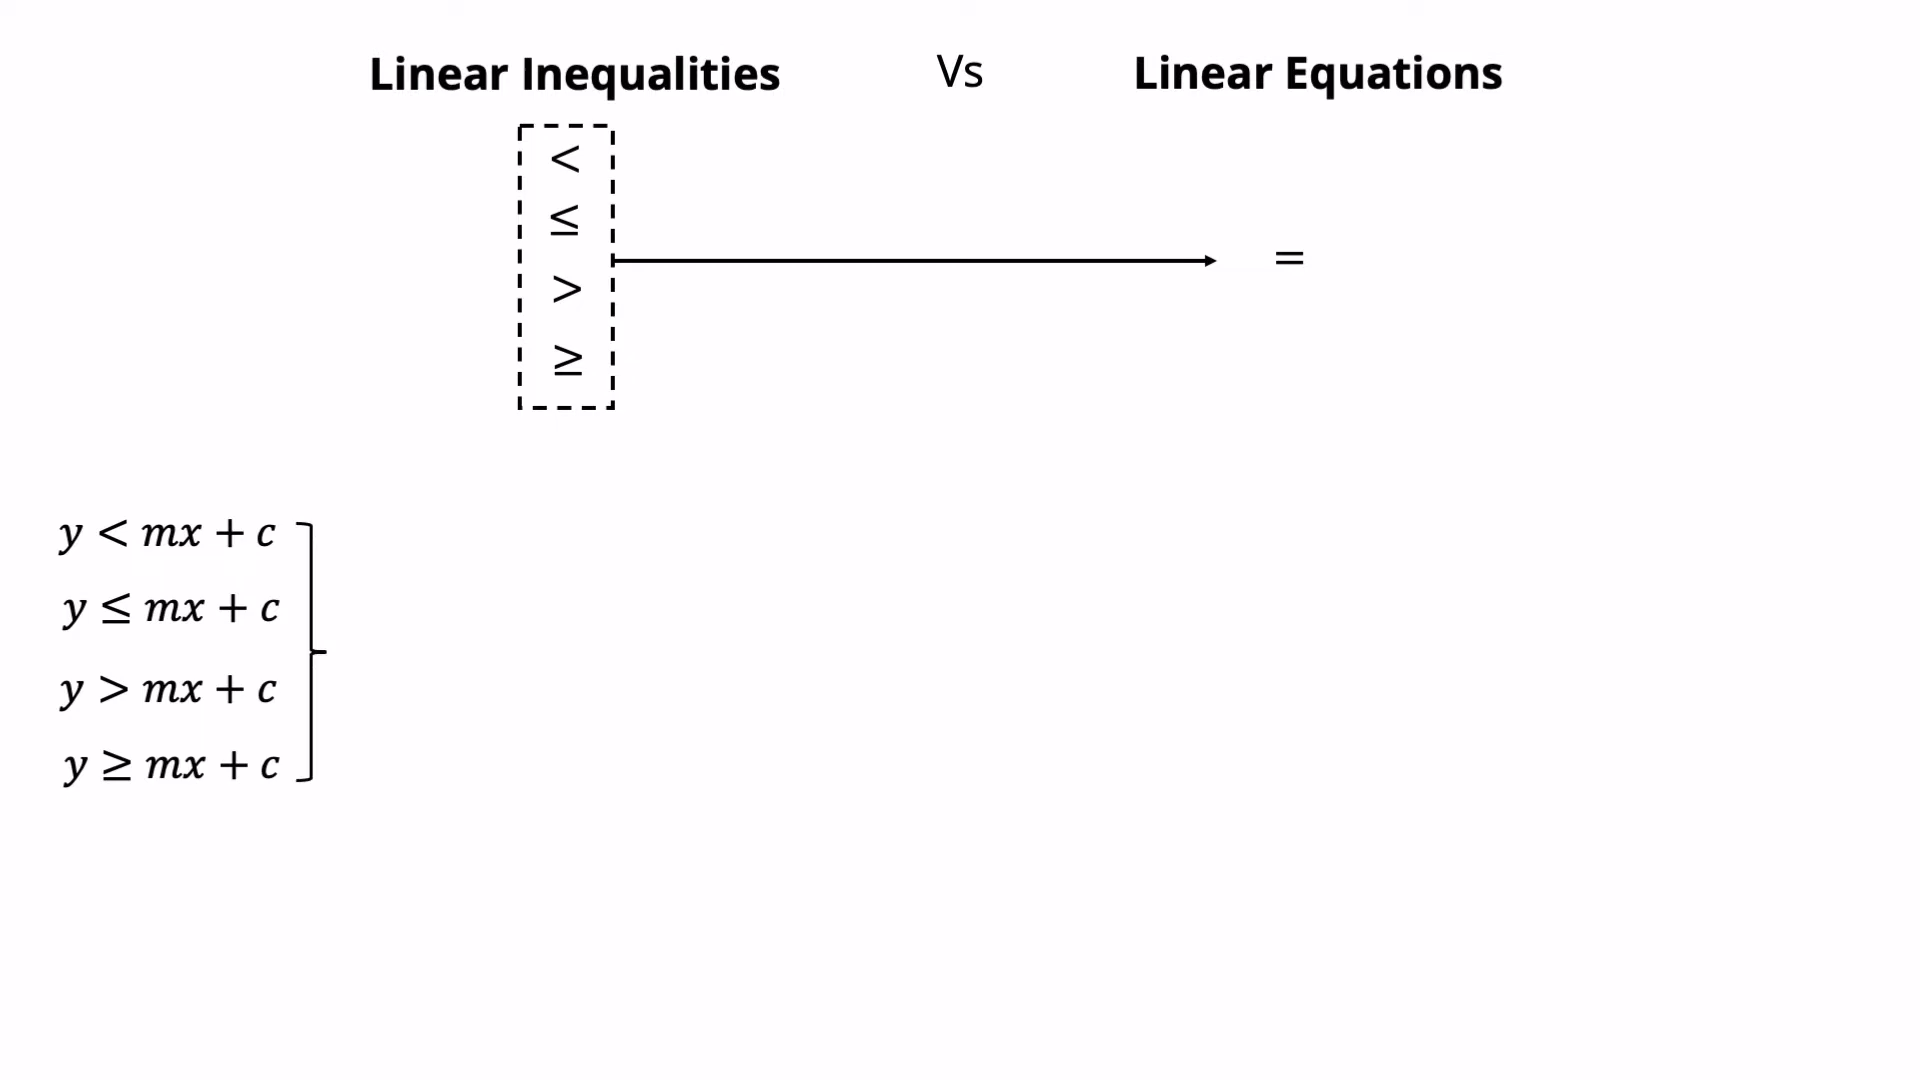 Linear Inequalities Vs Linear Equations
<
≤
=
>
≥
y < mx + c
y ≤ mx + c
y > mx + c
y ≥ mx + c